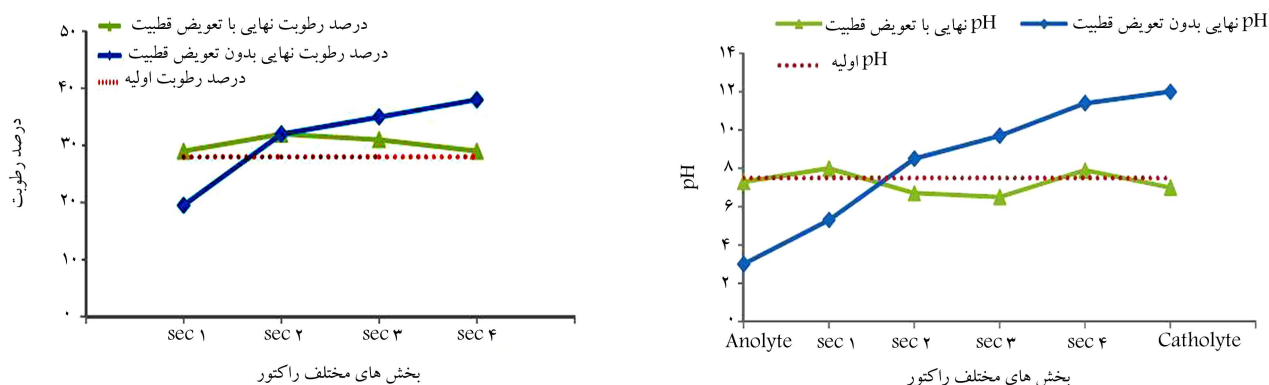 درصد رطوبت نهایی با تعویض قطبیت
درصد رطوبت نهایی بدون تعویض قطبیت
درصد رطوبت اولیه
درصد رطوبت
۵۰
۴۰
۳۰
۲۰
۱۰
۰
sec ۱ sec ۲ sec ۳ sec ۴
بخش های مختلف راکتور
pH نهایی با تعویض قطبیت
pH نهایی بدون تعویض قطبیت
pH اولیه
pH
۱۴
۱۲
۱۰
۸
۶
۴
۲
۰
Anolyte sec ۱ sec ۲ sec ۳ sec ۴ Catholyte
بخش های مختلف راکتور